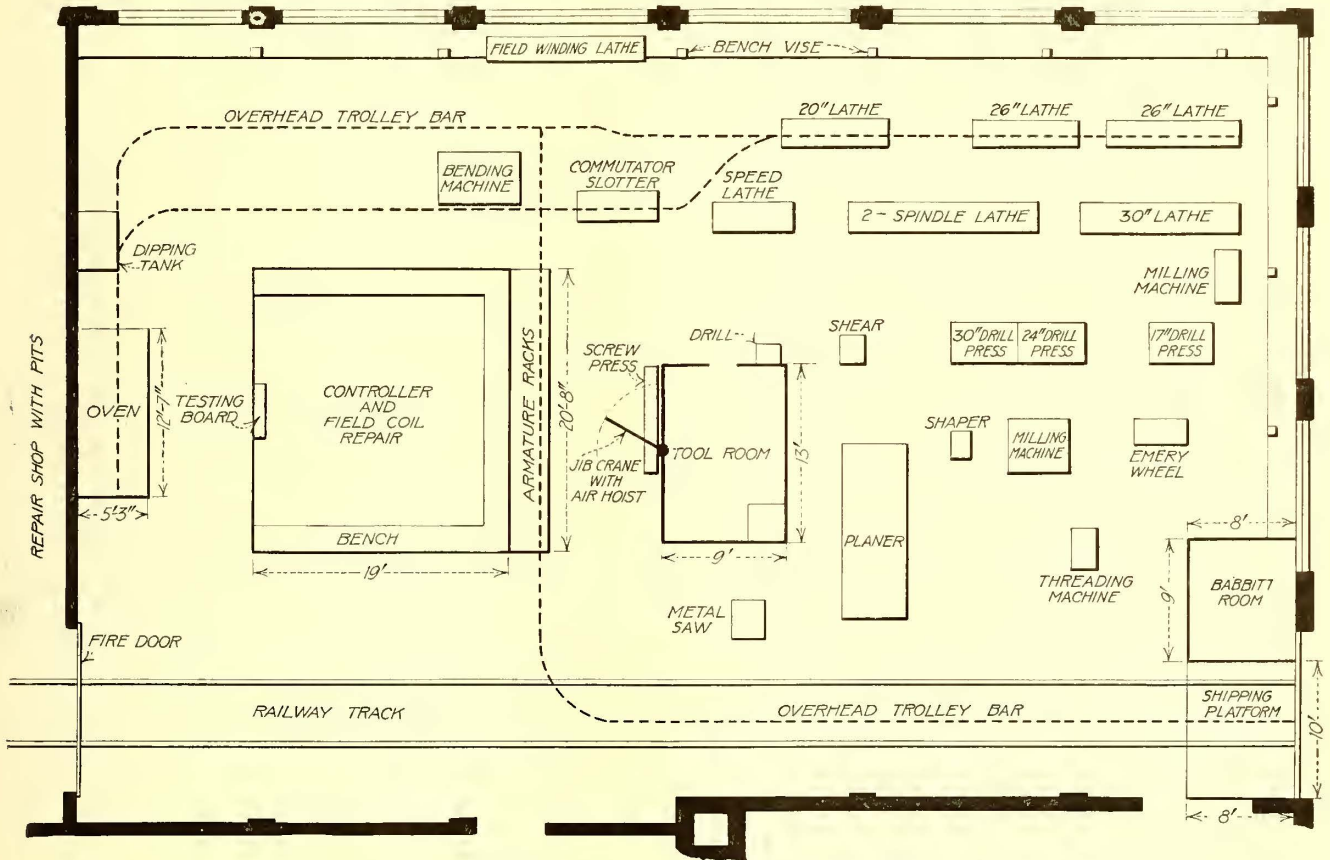 FIELD WINDING LATHE
BENCH VISE
OVERHEAD TROLLEY BAR
20" LATHE
26" LATHE
26" LATHE
BENDING
MACHINE
COMMUTATOR
SLOTTER
SPEED
LATHE
2 - SPINDLE LATHE
30" LATHE
DIPPING
TANK
MILLING
MACHINE
REPAIR SHOP WITH PITS
OVEN
12'-7"
5'-3"
TESTING
BOARD
CONTROLLER
AND
FIELD COIL
REPAIR
BENCH
19'
ARMATURE RACKS
20'-8"
SCREW
PRESS
DRILL
SHEAR
30" DRILL
PRESS
24" DRILL
PRESS
17" DRILL
PRESS
JIB CRANE
WITH
AIR HOIST
TOOL ROOM
13'
9'
SHAPER
MILLING
MACHINE
EMERY
WHEEL
PLANER
METAL
SAW
THREADING
MACHINE
8'
9'
BABBITT
ROOM
FIRE DOOR
RAILWAY TRACK
OVERHEAD TROLLEY BAR
SHIPPING
PLATFORM
10'
8'